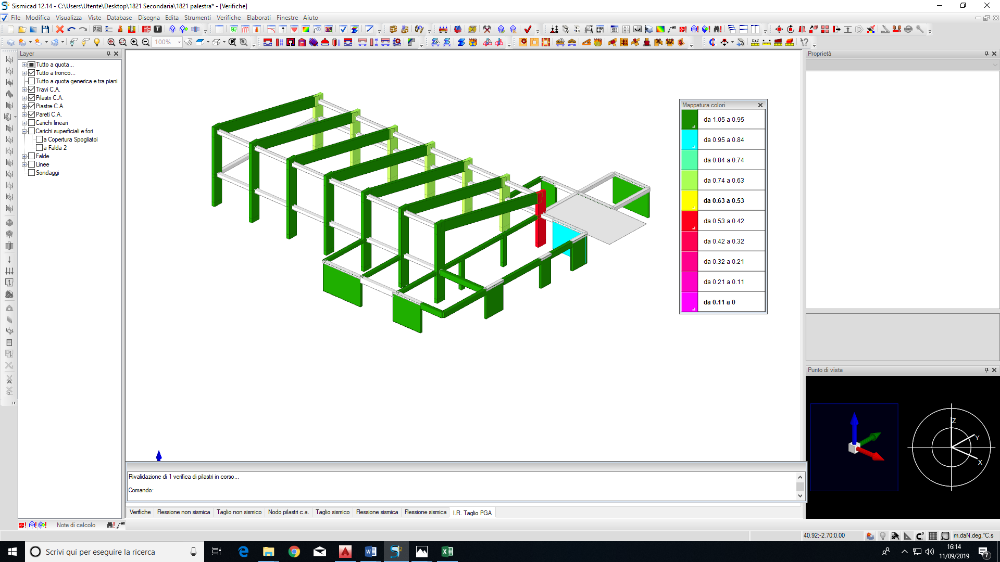 Sismicad 12.14 - C:\Users\Utente\Desktop\1821 Secondaria\1821 palestra* - [Verifiche]
File Modifica Visualizza Viste Database Disegna Edita Strumenti Verifiche Elaborati Finestre Aiuto
100%
Layer
Tutto a quota...
Tutto a tronco...
Tutto a quota generica e tra piani
Travi C.A.
Pilastri C.A.
Piastre C.A.
Pareti C.A.
Carichi lineari
Carichi superficiali e fori
a Copertura Spogliatoi
a Falda 2
Falde
Linee
Sondaggi
Mappatura colori
da 1.05 a 0.95
da 0.95 a 0.84
da 0.84 a 0.74
da 0.74 a 0.63
da 0.63 a 0.53
da 0.53 a 0.42
da 0.42 a 0.32
da 0.32 a 0.21
da 0.21 a 0.11
da 0.11 a 0
Proprietà
Punto di vista
Z
Y
X
Rivalidazione di 1 verifica di pilastri in corso...
Comando:
Verifiche Flessione non sismica Taglio non sismico Nodo pilastri c.a. Taglio sismico Flessione sismica Flessione sismica I.R. Taglio PGA
Note di calcolo
40.92;-2.70;0.00
m,daN,deg,°C,s
Scrivi qui per eseguire la ricerca
16:14
11/09/2019
7